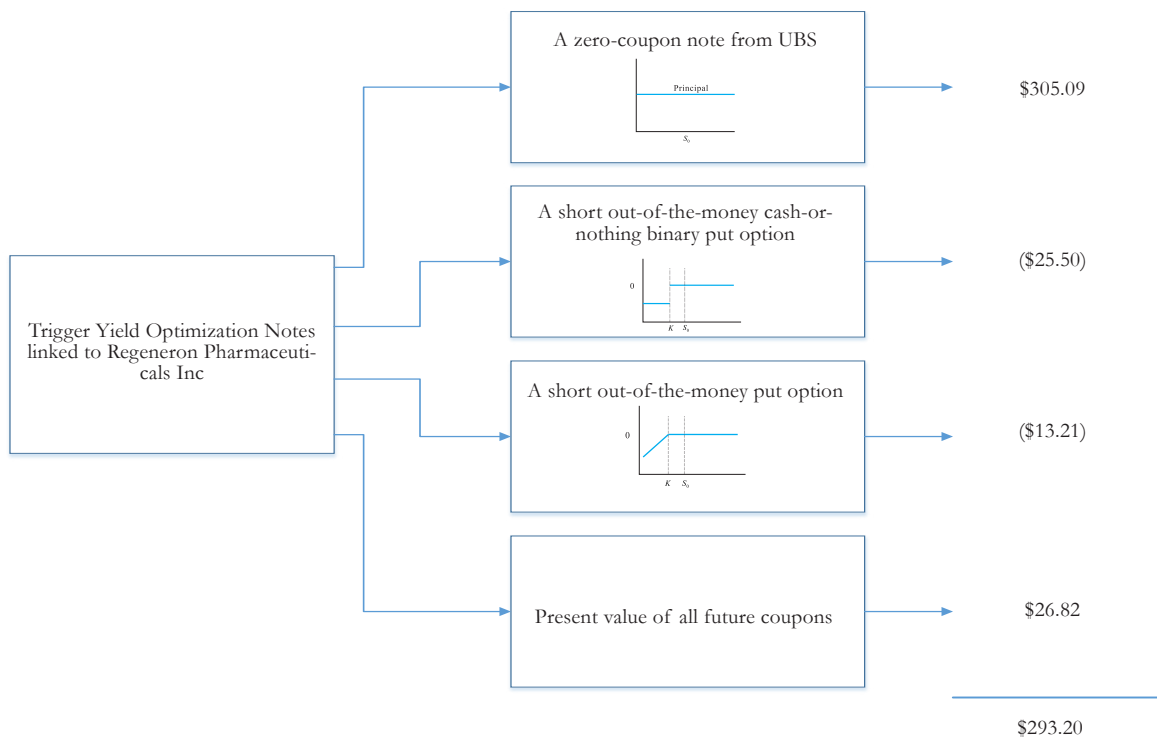 A zero-coupon note from UBS
Principal
S0
$305.09
A short out-of-the-money cash-or-
nothing binary put option
0
K
S0
($25.50)
Trigger Yield Optimization Notes
linked to Regeneron Pharmaceuti-
cals Inc
A short out-of-the-money put option
0
K
S0
($13.21)
Present value of all future coupons
$26.82
$293.20